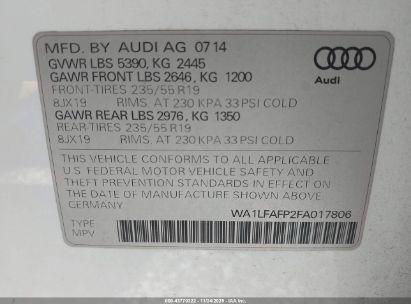 MFD. BY AUDI AG 07 14
GVWR LBS 5390, KG 2445
GAWR FRONT LBS 2646, KG 1200
FRONT-TIRES 235/55 R19
8JX19 RIMS, AT 230 KPA 33 PSI COLD
GAWR REAR LBS 2976, KG 1350
REAR-TIRES 235/55 R19
8JX19 RIMS, AT 230 KPA 33 PSI COLD
Audi
THIS VEHICLE CONFORMS TO ALL APPLICABLE
U.S. FEDERAL MOTOR VEHICLE SAFETY AND
THEFT PREVENTION STANDARDS IN EFFECT ON
THE DATE OF MANUFACTURE SHOWN ABOVE
GERMANY
WA1LFAFP2FA017806
TYPE
MPV